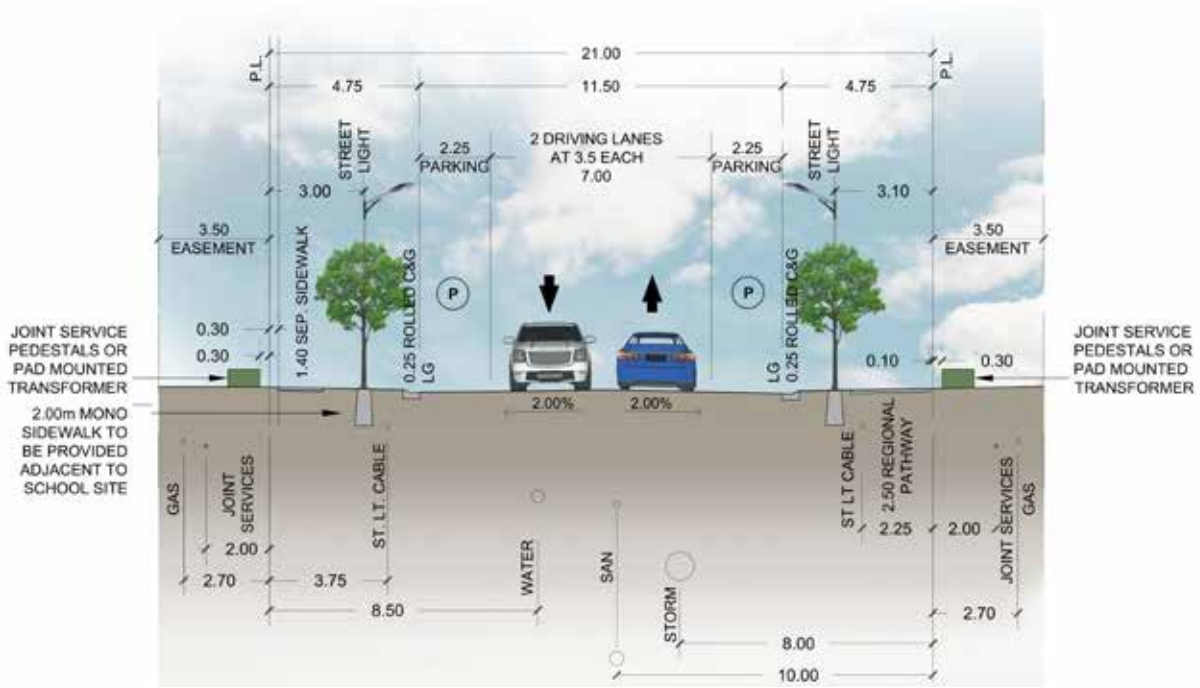 21.00
P.L.
P.L.
4.75
11.50
4.75
STREET
LIGHT
2.25
PARKING
2 DRIVING LANES
AT 3.5 EACH
7.00
2.25
PARKING
STREET
LIGHT
3.00
3.10
3.50
EASEMENT
3.50
EASEMENT
1.40 SEP. SIDEWALK
0.25 ROLLED C&G
P
P
0.25 ROLLED C&G
0.30
0.30
LG
LG
0.10
0.30
JOINT SERVICE
PEDESTALS OR
PAD MOUNTED
TRANSFORMER
JOINT SERVICE
PEDESTALS OR
PAD MOUNTED
TRANSFORMER
2.00%
2.00%
2.00m MONO
SIDEWALK TO
BE PROVIDED
ADJACENT TO
SCHOOL SITE
GAS
JOINT
SERVICES
ST. LT. CABLE
WATER
SAN
STORM
ST LT CABLE
2.50 REGIONAL
PATHWAY
JOINT SERVICES
GAS
2.25
2.00
2.00
2.70
3.75
8.50
2.70
8.00
10.00